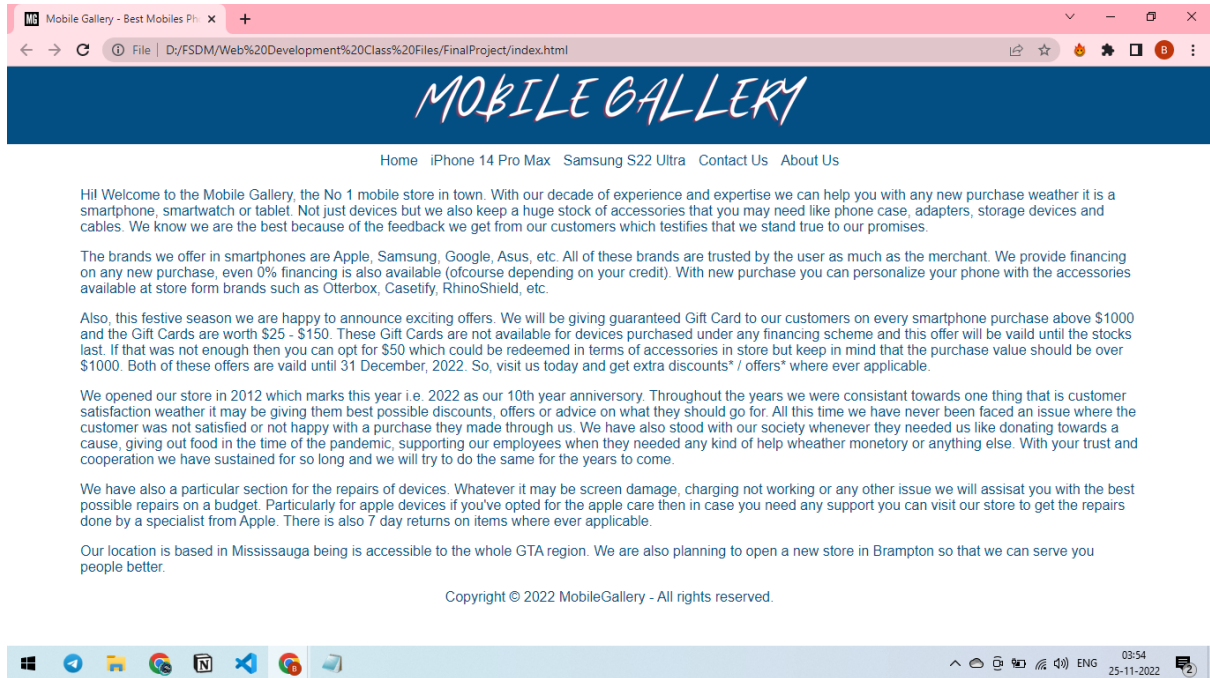 MG Mobile Gallery - Best Mobiles Ph
File D:/FSDM/Web%20Development%20Class%20Files/FinalProject/index.html
B
MOBILE GALLERY
Home iPhone 14 Pro Max Samsung S22 Ultra Contact Us About Us
Hi! Welcome to the Mobile Gallery, the No 1 mobile store in town. With our decade of experience and expertise we can help you with any new purchase weather it is a
smartphone, smartwatch or tablet. Not just devices but we also keep a huge stock of accessories that you may need like phone case, adapters, storage devices and
cables. We know we are the best because of the feedback we get from our customers which testifies that we stand true to our promises.
The brands we offer in smartphones are Apple, Samsung, Google, Asus, etc. All of these brands are trusted by the user as much as the merchant. We provide financing
on any new purchase, even 0% financing is also available (ofcourse depending on your credit). With new purchase you can personalize your phone with the accessories
available at store form brands such as Otterbox, Casetify, RhinoShield, etc.
Also, this festive season we are happy to announce exciting offers. We will be giving guaranteed Gift Card to our customers on every smartphone purchase above $1000
and the Gift Cards are worth $25 - $150. These Gift Cards are not available for devices purchased under any financing scheme and this offer will be vaild until the stocks
last. If that was not enough then you can opt for $50 which could be redeemed in terms of accessories in store but keep in mind that the purchase value should be over
$1000. Both of these offers are vaild until 31 December, 2022. So, visit us today and get extra discounts* / offers* where ever applicable.
We opened our store in 2012 which marks this year i.e. 2022 as our 10th year anniversory. Throughout the years we were consistant towards one thing that is customer
satisfaction weather it may be giving them best possible discounts, offers or advice on what they should go for. All this time we have never been faced an issue where the
customer was not satisfied or not happy with a purchase they made through us. We have also stood with our society whenever they needed us like donating towards a
cause, giving out food in the time of the pandemic, supporting our employees when they needed any kind of help wheather monetory or anything else. With your trust and
cooperation we have sustained for so long and we will try to do the same for the years to come.
We have also a particular section for the repairs of devices. Whatever it may be screen damage, charging not working or any other issue we will assisat you with the best
possible repairs on a budget. Particularly for apple devices if you've opted for the apple care then in case you need any support you can visit our store to get the repairs
done by a specialist from Apple. There is also 7 day returns on items where ever applicable.
Our location is based in Mississauga being is accessible to the whole GTA region. We are also planning to open a new store in Brampton so that we can serve you
people better.
Copyright © 2022 MobileGallery - All rights reserved.
ENG 03:54
25-11-2022 2